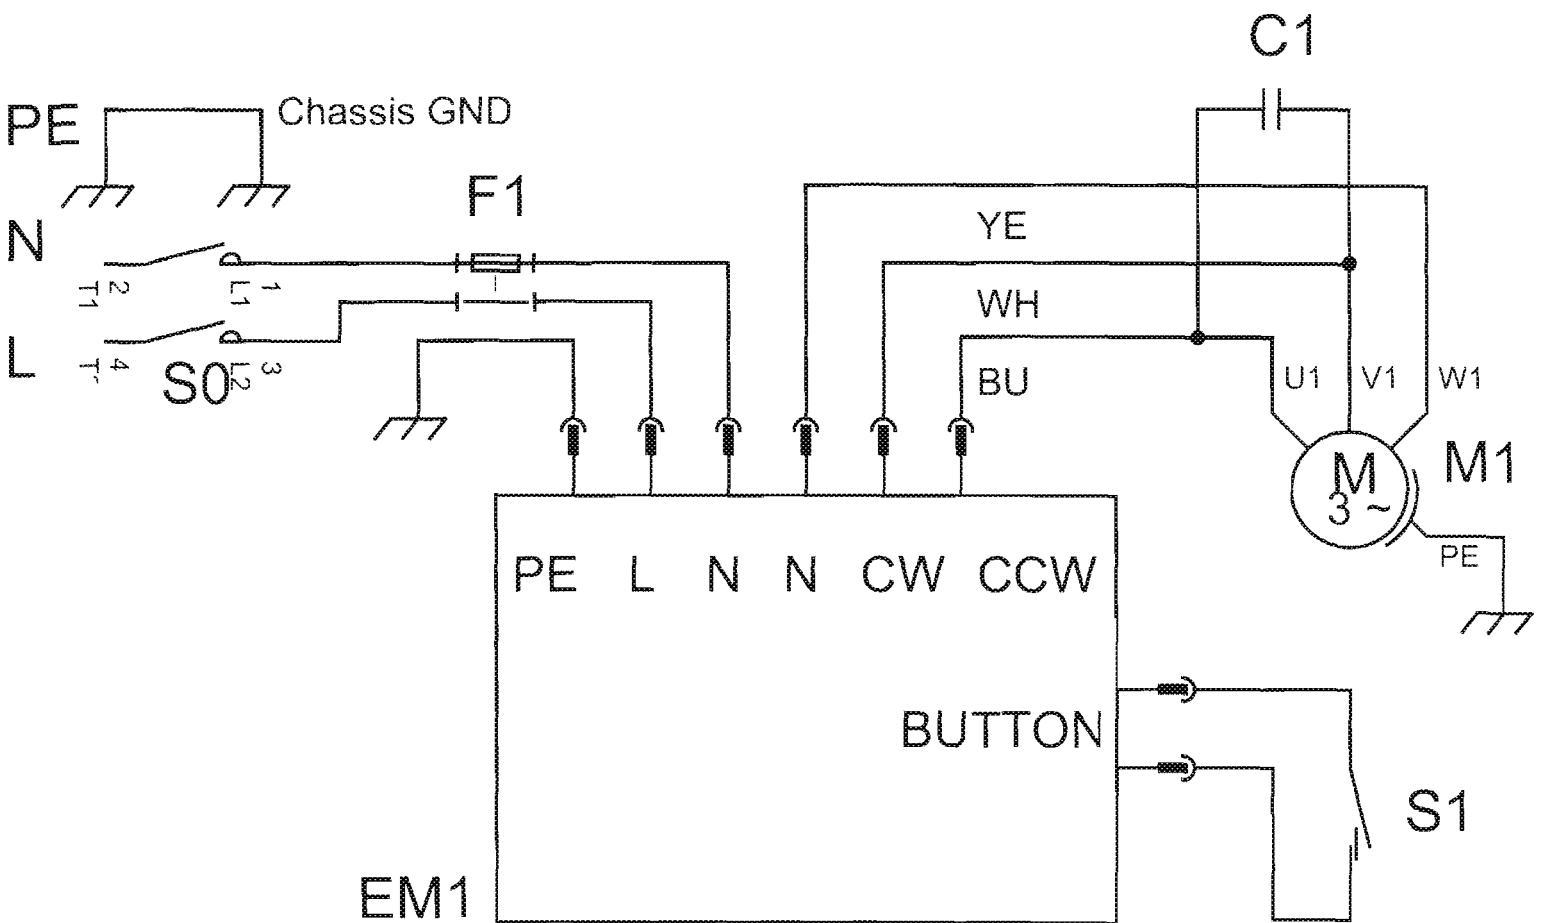 C1
PE
Chassis GND
F1
N
YE
2
T1
1
L1
WH
L
4
3
L2
S0
BU
U1
V1
W1
M1
M
3 ~
PE
PE L N N CW CCW
BUTTON
S1
EM1